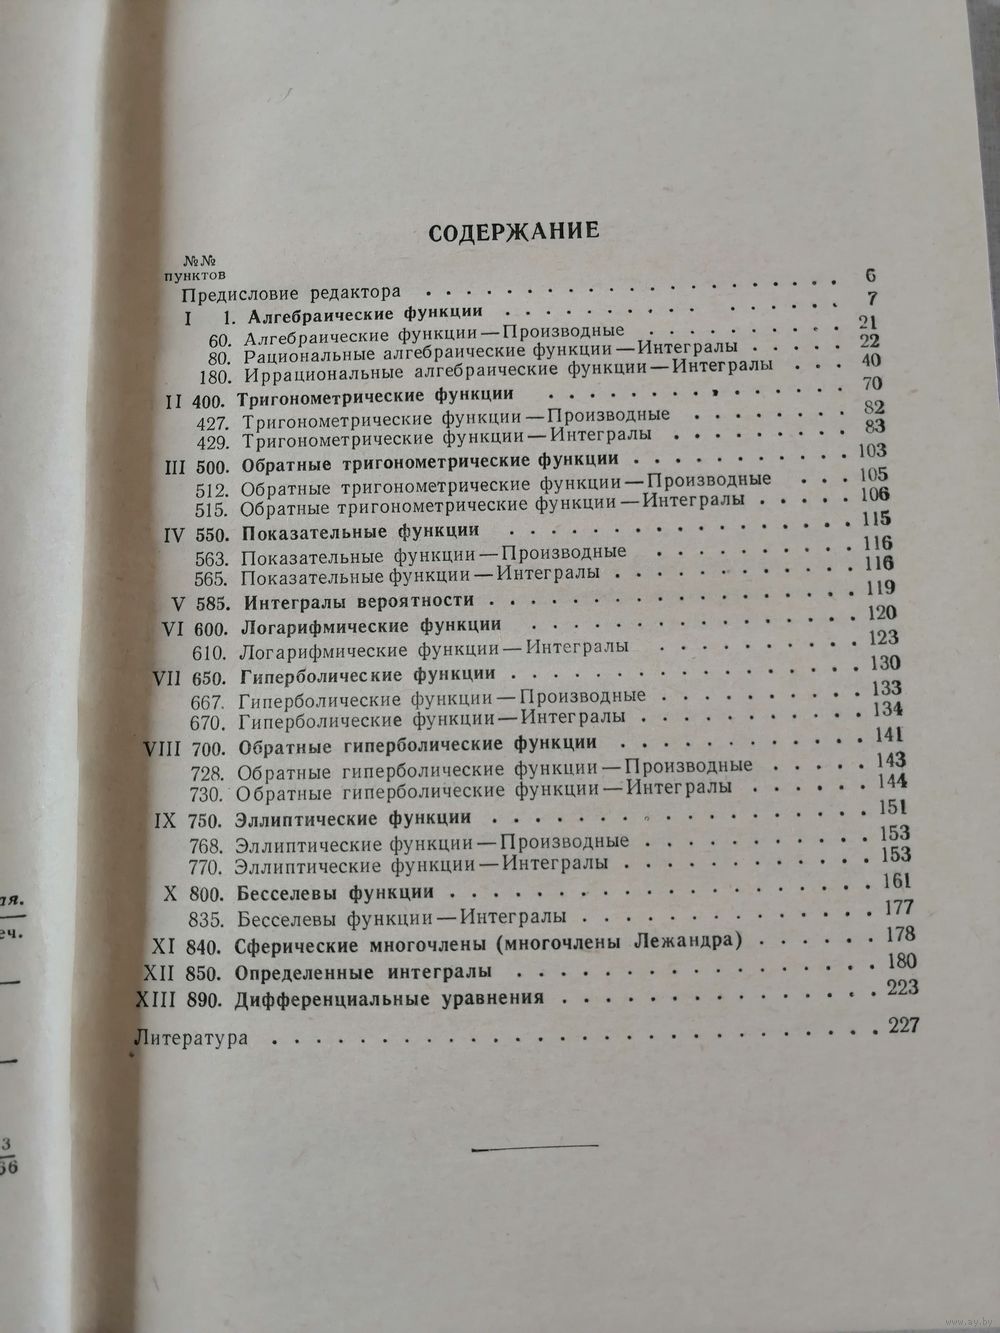 СОДЕРЖАНИЕ
№№
пунктов
Предисловие редактора . . . . . . . . . . . . . . . . 6
I 1. Алгебраические функции . . . . . . . . . . . . . . . . 7
60. Алгебраические функции — Производные . . . . . . . . . 21
80. Рациональные алгебраические функции — Интегралы . . . . . 22
180. Иррациональные алгебраические функции — Интегралы . . . 40
II 400. Тригонометрические функции . . . . . . . . . . . . . . 70
427. Тригонометрические функции — Производные . . . . . . . . 82
429. Тригонометрические функции — Интегралы . . . . . . . . . 83
III 500. Обратные тригонометрические функции . . . . . . . . . . . 103
512. Обратные тригонометрические функции — Производные . . . 105
515. Обратные тригонометрические функции — Интегралы . . . . . 106
IV 550. Показательные функции . . . . . . . . . . . . . . . . 115
563. Показательные функции — Производные . . . . . . . . . . 116
565. Показательные функции — Интегралы . . . . . . . . . . . . 116
V 585. Интегралы вероятности . . . . . . . . . . . . . . . . . 119
VI 600. Логарифмические функции . . . . . . . . . . . . . . . 120
610. Логарифмические функции — Интегралы . . . . . . . . . . 123
VII 650. Гиперболические функции . . . . . . . . . . . . . . . . 130
667. Гиперболические функции — Производные . . . . . . . . . . 133
670. Гиперболические функции — Интегралы . . . . . . . . . . . 134
VIII 700. Обратные гиперболические функции . . . . . . . . . . . . 141
728. Обратные гиперболические функции — Производные . . . . . 143
730. Обратные гиперболические функции — Интегралы . . . . . . 144
IX 750. Эллиптические функции . . . . . . . . . . . . . . . . . 151
768. Эллиптические функции — Производные . . . . . . . . . . . 153
770. Эллиптические функции — Интегралы . . . . . . . . . . . . 153
X 800. Бесселевы функции . . . . . . . . . . . . . . . . . . . 161
835. Бесселевы функции — Интегралы . . . . . . . . . . . . . 177
XI 840. Сферические многочлены (многочлены Лежандра) . . . . . . 178
XII 850. Определенные интегралы . . . . . . . . . . . . . . . . 180
XIII 890. Дифференциальные уравнения . . . . . . . . . . . . . . 223
Литература . . . . . . . . . . . . . . . . . . . . . . . 227
еч.
3
66
www.ay.by